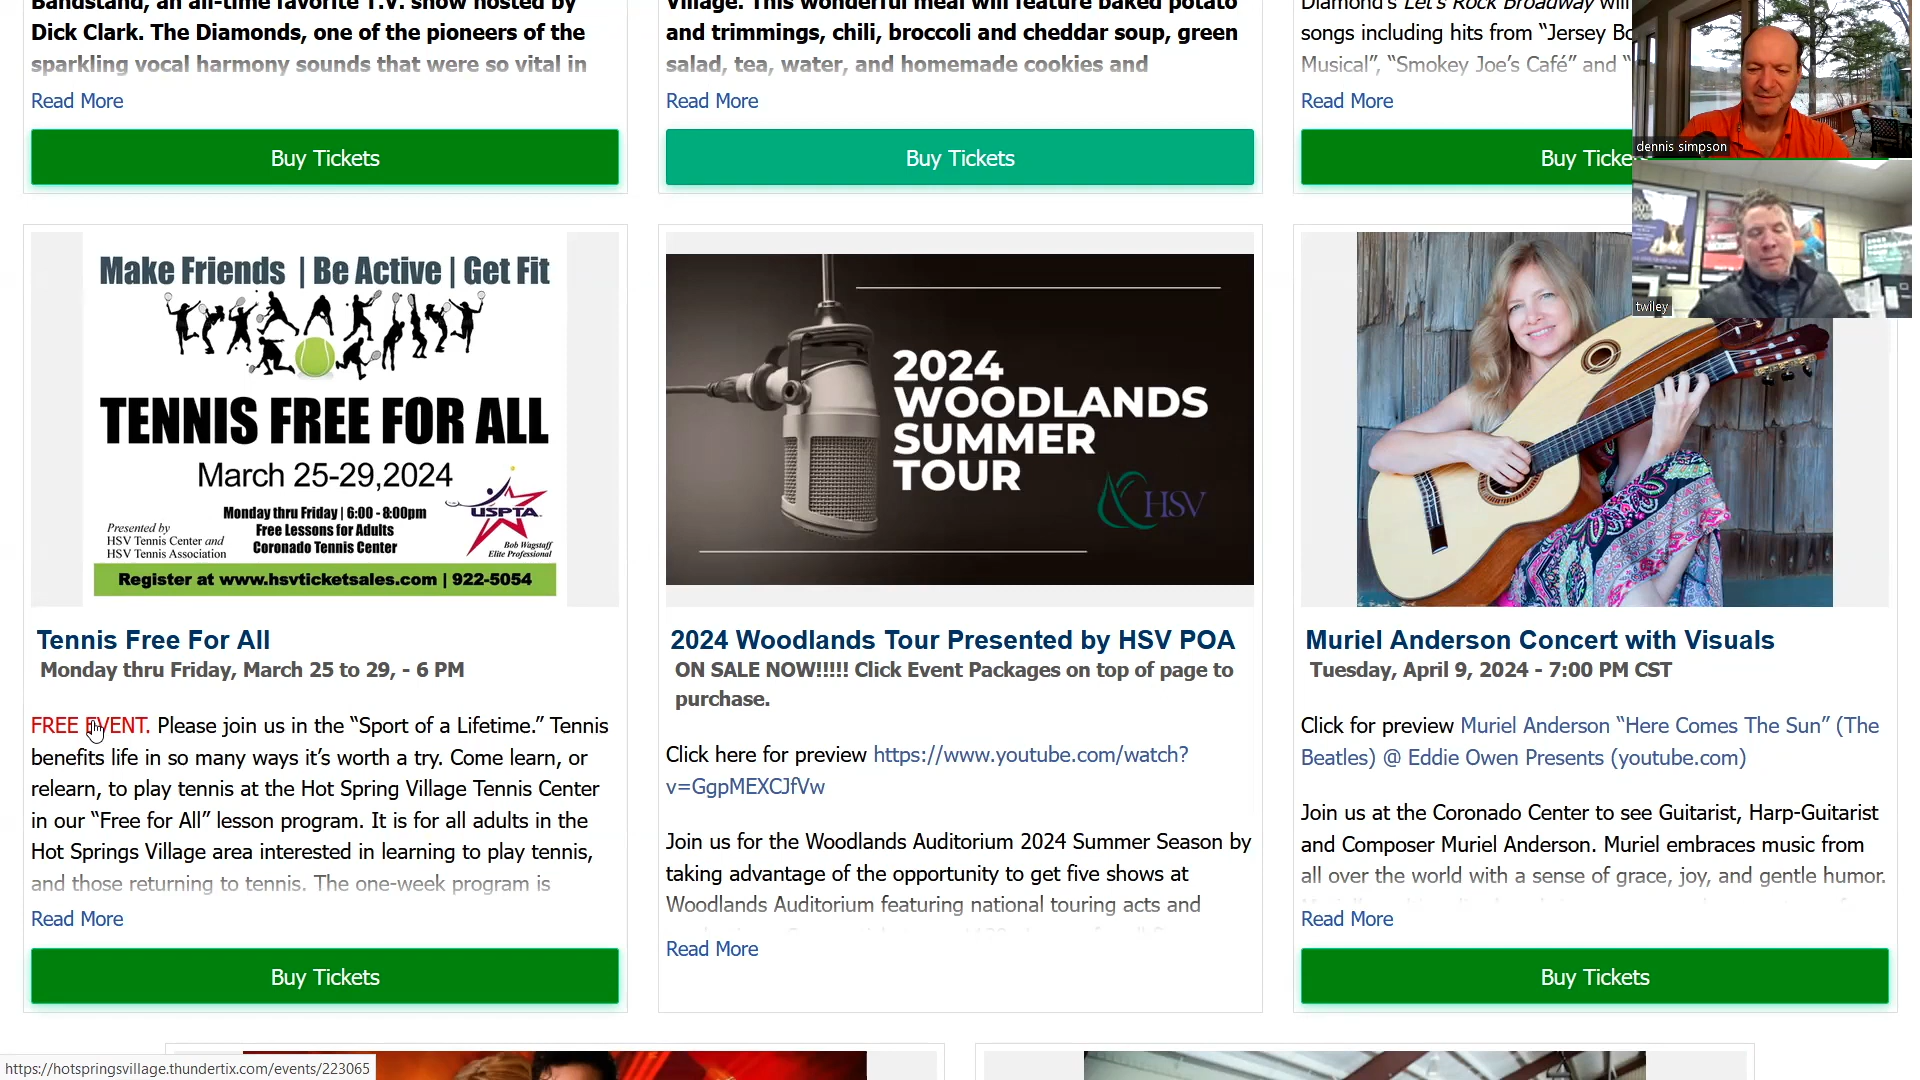 Bandstand, an all-time favorite T.V. show hosted by
Dick Clark. The Diamonds, one of the pioneers of the
sparkling vocal harmony sounds that were so vital in
Read More
Buy Tickets
Village. This wonderful meal will feature baked potato
and trimmings, chili, broccoli and cheddar soup, green
salad, tea, water, and homemade cookies and
Read More
Buy Tickets
Diamond's Let's Rock Broadway will
songs including hits from “Jersey Bo
Musical”, “Smokey Joe's Café” and “
Read More
Buy Ticke
dennis simpson
twiley
Make Friends | Be Active | Get Fit
TENNIS FREE FOR ALL
March 25-29,2024
Monday thru Friday | 6:00 - 8:00pm
Free Lessons for Adults
Coronado Tennis Center
Presented by
HSV Tennis Center and
HSV Tennis Association
USPTA
Bob Wagstaff
Elite Professional
Register at www.hsvticketsales.com | 922-5054
Tennis Free For All
Monday thru Friday, March 25 to 29, - 6 PM
FREE EVENT. Please join us in the “Sport of a Lifetime.” Tennis
benefits life in so many ways it’s worth a try. Come learn, or
relearn, to play tennis at the Hot Spring Village Tennis Center
in our “Free for All” lesson program. It is for all adults in the
Hot Springs Village area interested in learning to play tennis,
and those returning to tennis. The one-week program is
Read More
Buy Tickets
2024
WOODLANDS
SUMMER
TOUR
HSV
2024 Woodlands Tour Presented by HSV POA
ON SALE NOW!!!!! Click Event Packages on top of page to
purchase.
Click here for preview https://www.youtube.com/watch?
v=GgpMEXCJfVw
Join us for the Woodlands Auditorium 2024 Summer Season by
taking advantage of the opportunity to get five shows at
Woodlands Auditorium featuring national touring acts and
Read More
Muriel Anderson Concert with Visuals
Tuesday, April 9, 2024 - 7:00 PM CST
Click for preview Muriel Anderson “Here Comes The Sun” (The
Beatles) @ Eddie Owen Presents (youtube.com)
Join us at the Coronado Center to see Guitarist, Harp-Guitarist
and Composer Muriel Anderson. Muriel embraces music from
all over the world with a sense of grace, joy, and gentle humor.
Read More
Buy Tickets
https://hotspringsvillage.thundertix.com/events/223065